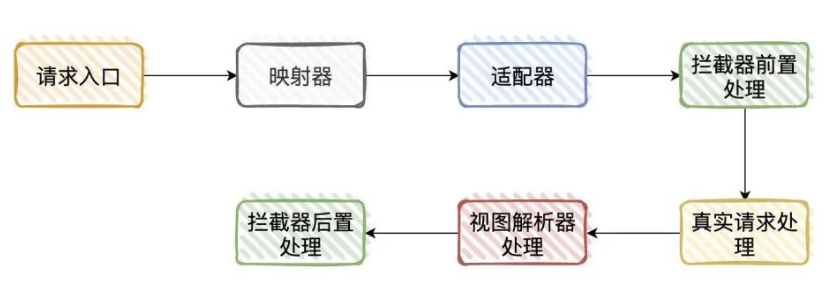 请求入口
映射器
适配器
拦截器前置
处理
真实请求处
理
视图解析器
处理
拦截器后置
处理